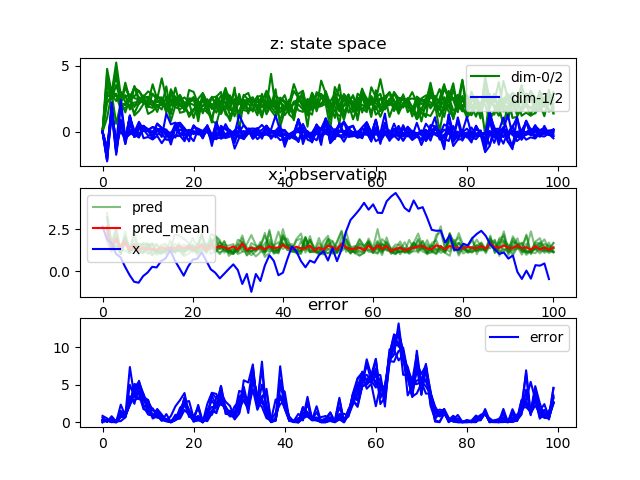 z: state space
5
0
dim-0/2
dim-1/2
0 20 40 60 80 100
x: observation
2.5
0.0
pred
pred_mean
x
0 20 40 60 80 100
error
10
5
0
error
0 20 40 60 80 100